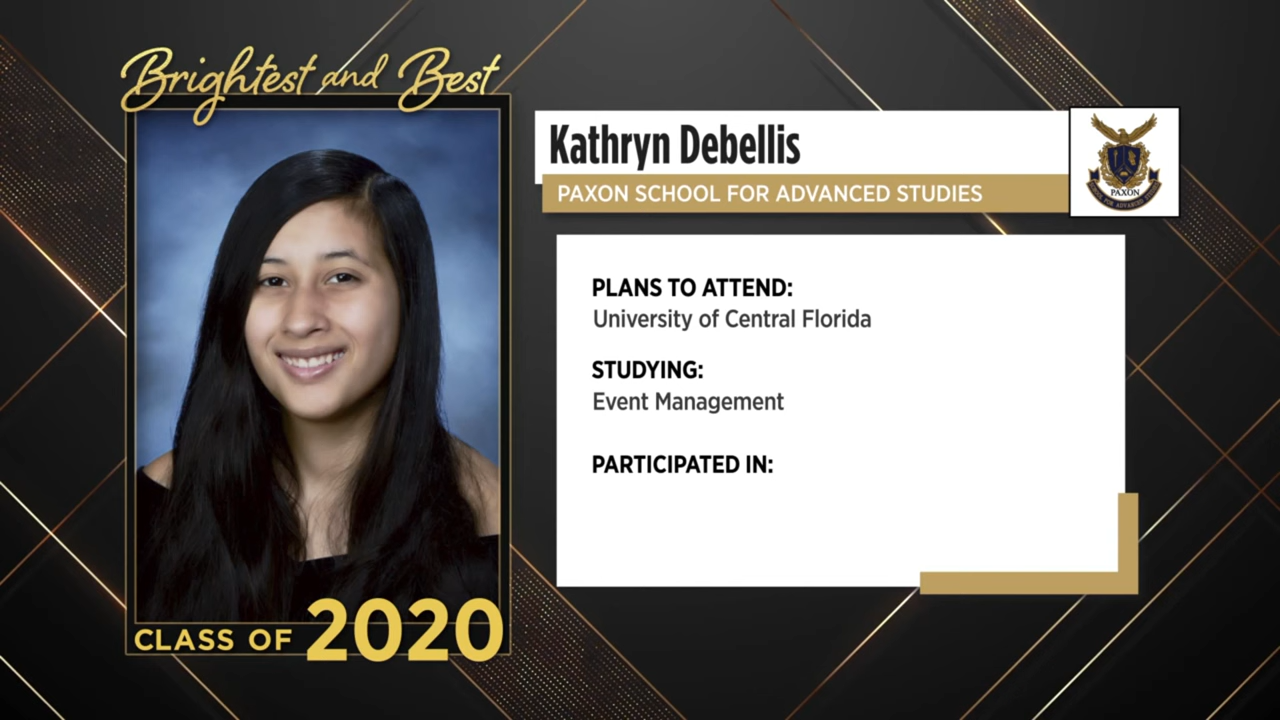 Brightest and Best
Kathryn Debellis
PAXON SCHOOL FOR ADVANCED STUDIES
PAXON
PLANS TO ATTEND:
University of Central Florida
STUDYING:
Event Management
PARTICIPATED IN:
CLASS OF 2020